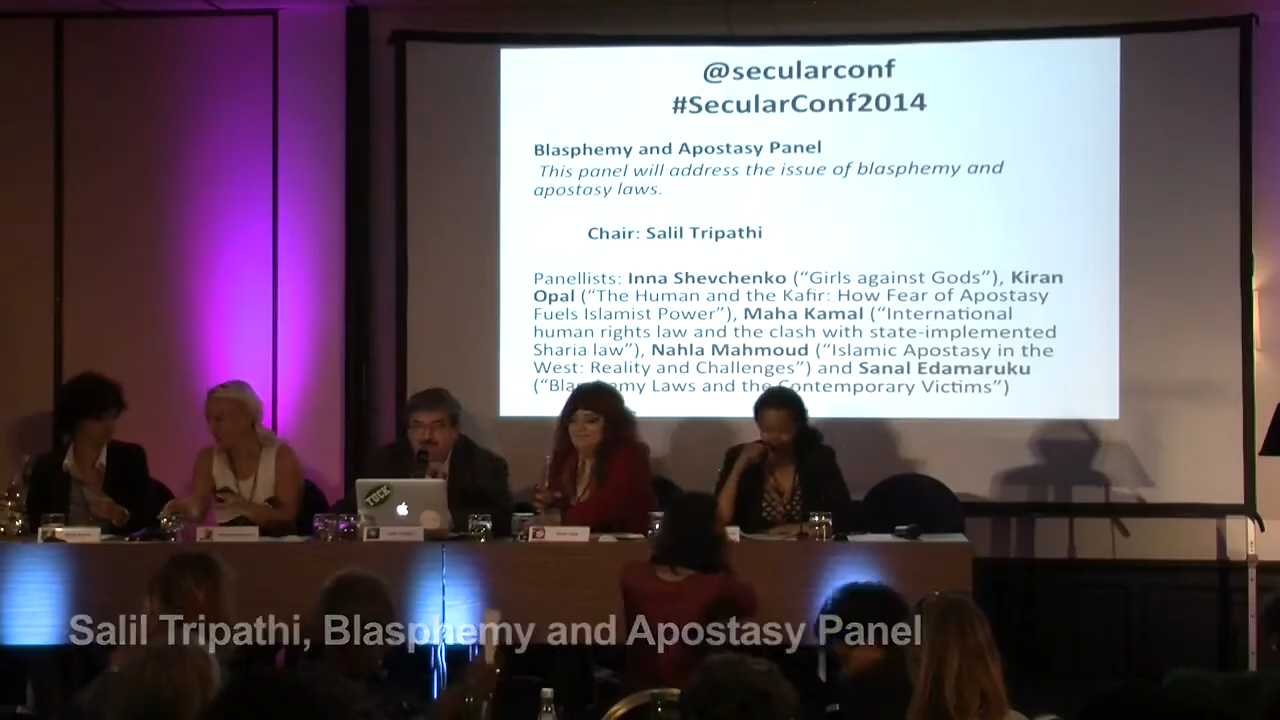 @secularconf
#SecularConf2014
Blasphemy and Apostasy Panel
This panel will address the issue of blasphemy and
apostasy laws.
Chair: Salil Tripathi
Panellists: Inna Shevchenko (“Girls against Gods”), Kiran
Opal (“The Human and the Kafir: How Fear of Apostasy
Fuels Islamist Power”), Maha Kamal (“International
human rights law and the clash with state-implemented
Sharia law”), Nahla Mahmoud (“Islamic Apostasy in the
West: Reality and Challenges”) and Sanal Edamaruku
(“Blasphemy Laws and the Contemporary Victims”)
TOCK
Salil Tripathi, Blasphemy and Apostasy Panel